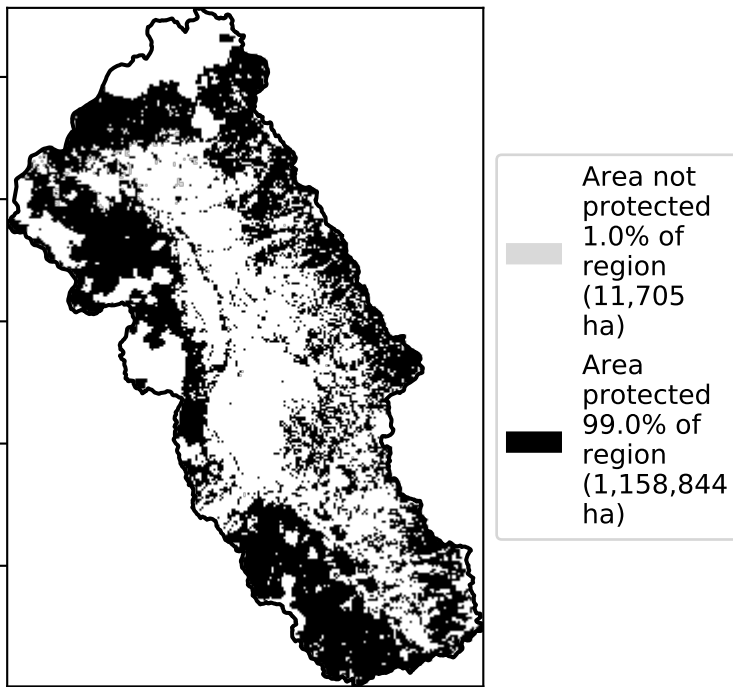 Area not
protected
1.0% of
region
(11,705
ha)
Area
protected
99.0% of
region
(1,158,844
ha)